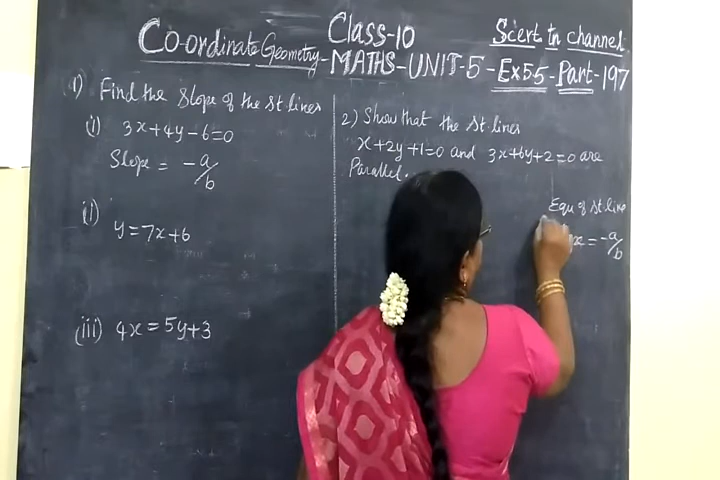 Class-10
Scert tn channel
Co-ordinate Geometry-MATHS-UNIT-5-Ex5.5-Part-197
1) Find the Slope of the St lines
(i) 3x+4y-6=0
Slope = -a/b
(ii)
y=7x+6
(iii) 4x=5y+3
2) Show that the St.lines
x+2y+1=0 and 3x+6y+2=0 are
Parallel.
Equ of St.line
= -a/b